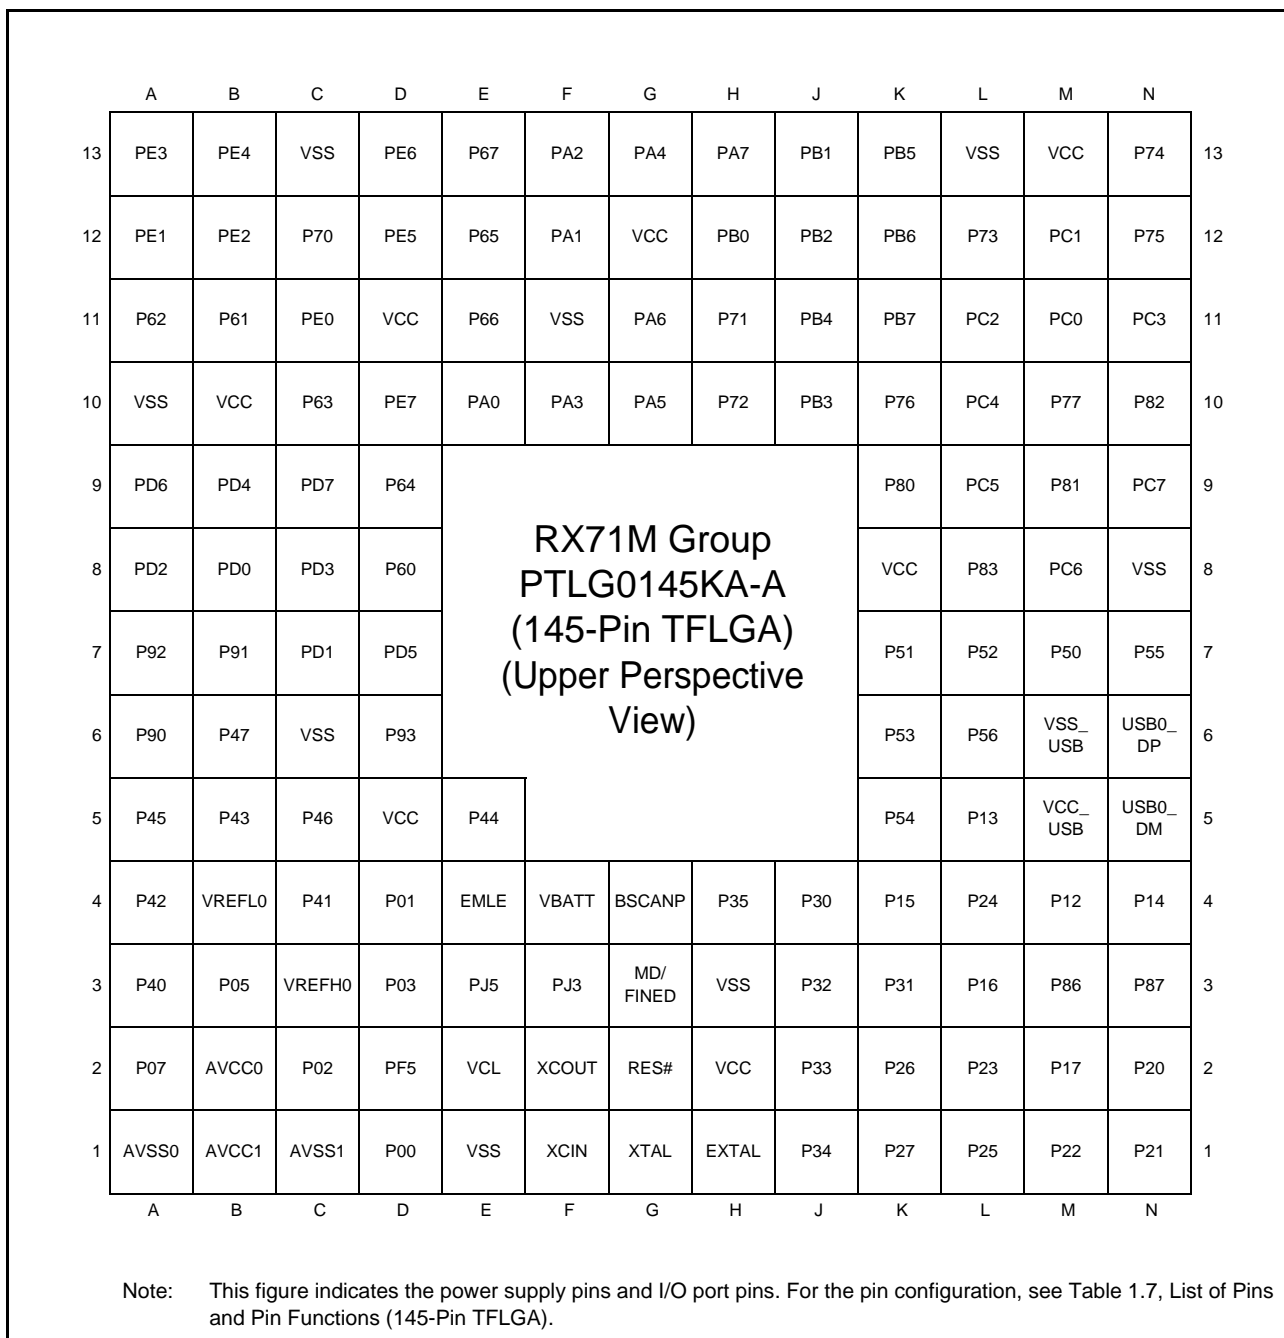 A B C D E F G H J K L M N
13 PE3 PE4 VSS PE6 P67 PA2 PA4 PA7 PB1 PB5 VSS VCC P74 13
12 PE1 PE2 P70 PE5 P65 PA1 VCC PB0 PB2 PB6 P73 PC1 P75 12
11 P62 P61 PE0 VCC P66 VSS PA6 P71 PB4 PB7 PC2 PC0 PC3 11
10 VSS VCC P63 PE7 PA0 PA3 PA5 P72 PB3 P76 PC4 P77 P82 10
9 PD6 PD4 PD7 P64 P80 PC5 P81 PC7 9
8 PD2 PD0 PD3 P60 VCC P83 PC6 VSS 8
7 P92 P91 PD1 PD5 P51 P52 P50 P55 7
6 P90 P47 VSS P93 P53 P56 VSS_ USB0_ 6
USB DP
5 P45 P43 P46 VCC P44 P54 P13 VCC_ USB0_ 5
USB DM
RX71M Group
PTLG0145KA-A
(145-Pin TFLGA)
(Upper Perspective
View)
4 P42 VREFL0 P41 P01 EMLE VBATT BSCANP P35 P30 P15 P24 P12 P14 4
3 P40 P05 VREFH0 P03 PJ5 PJ3 MD/ VSS P32 P31 P16 P86 P87 3
FINED
2 P07 AVCC0 P02 PF5 VCL XCOUT RES# VCC P33 P26 P23 P17 P20 2
1 AVSS0 AVCC1 AVSS1 P00 VSS XCIN XTAL EXTAL P34 P27 P25 P22 P21 1
A B C D E F G H J K L M N
Note: This figure indicates the power supply pins and I/O port pins. For the pin configuration, see Table 1.7, List of Pins
and Pin Functions (145-Pin TFLGA).